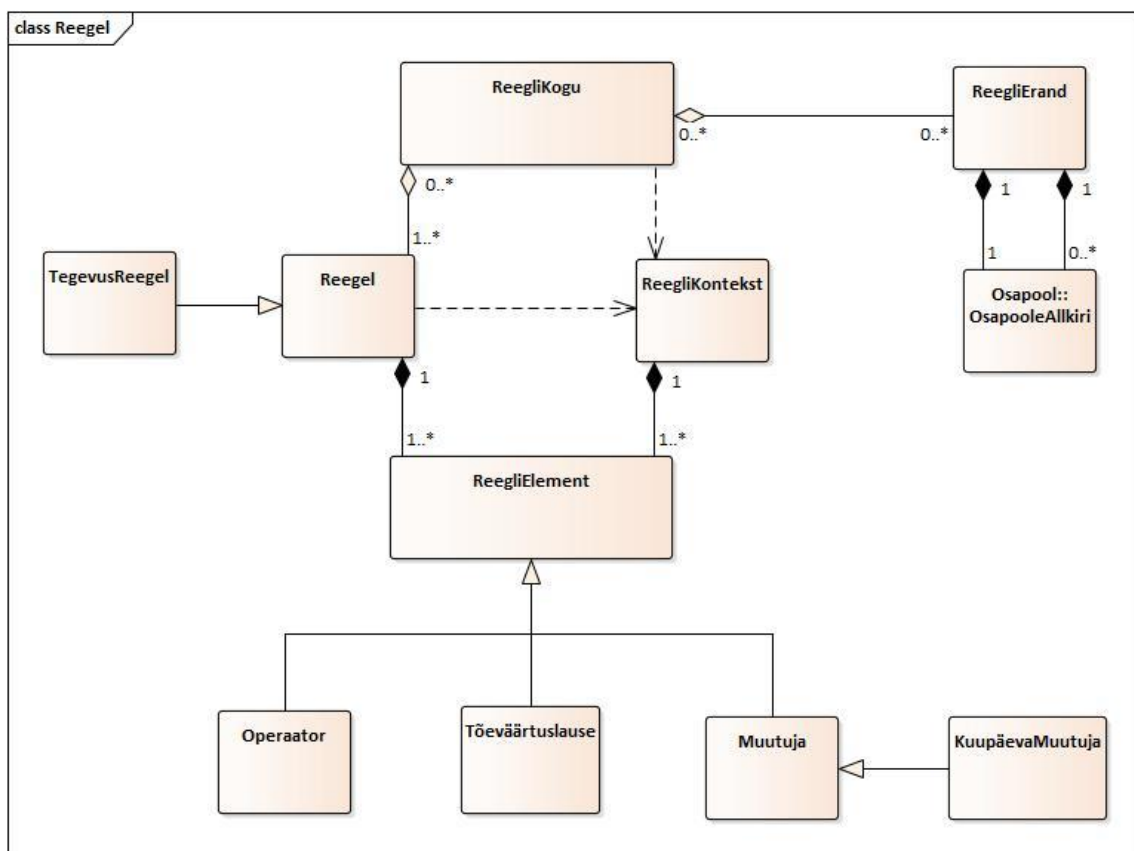 class Reegel
ReegliKogu
ReegliErand
0..*
0..*
0..*
1
1
1..*
1
0..*
TegevusReegel
Reegel
ReegliKontekst
Osapool::
OsapooleAllkiri
1
1
1..*
1..*
ReegliElement
Operaator
Tõeväärtuslause
Muutuja
KuupäevaMuutuja